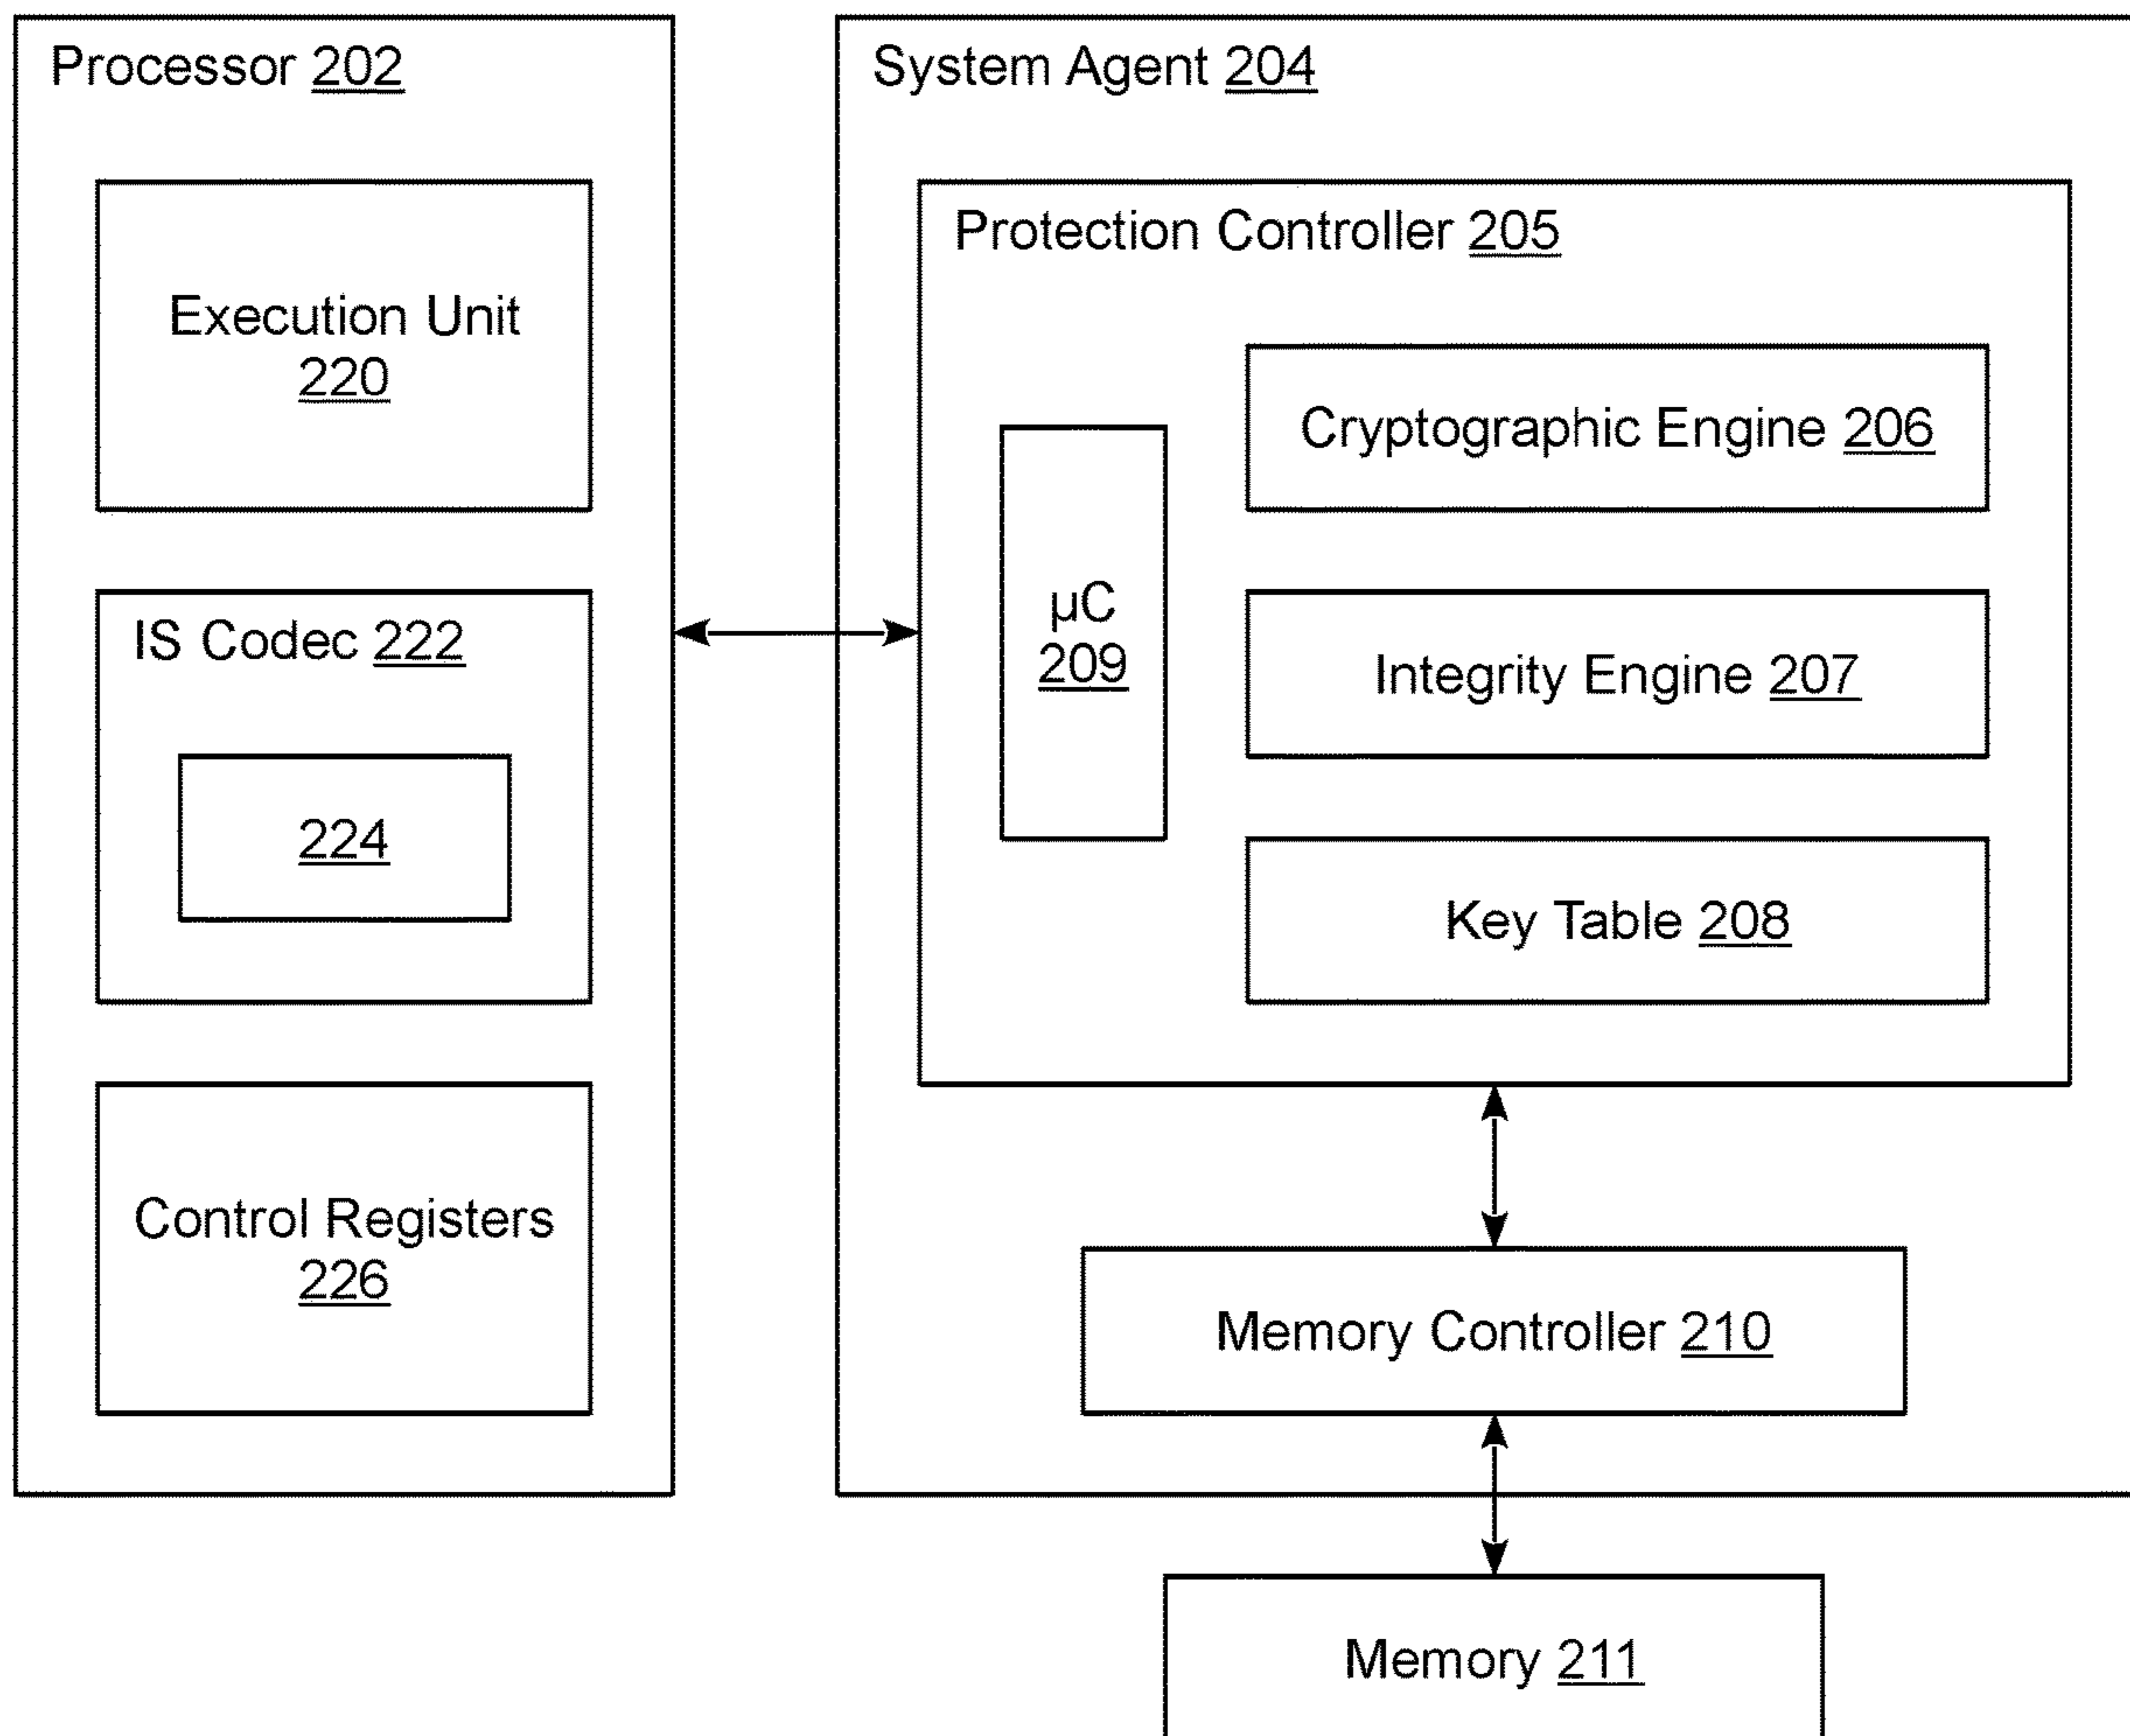 Processor 202
Execution Unit
220
IS Codec 222
224
Control Registers
226
System Agent 204
Protection Controller 205
µC
209
Cryptographic Engine 206
Integrity Engine 207
Key Table 208
Memory Controller 210
Memory 211